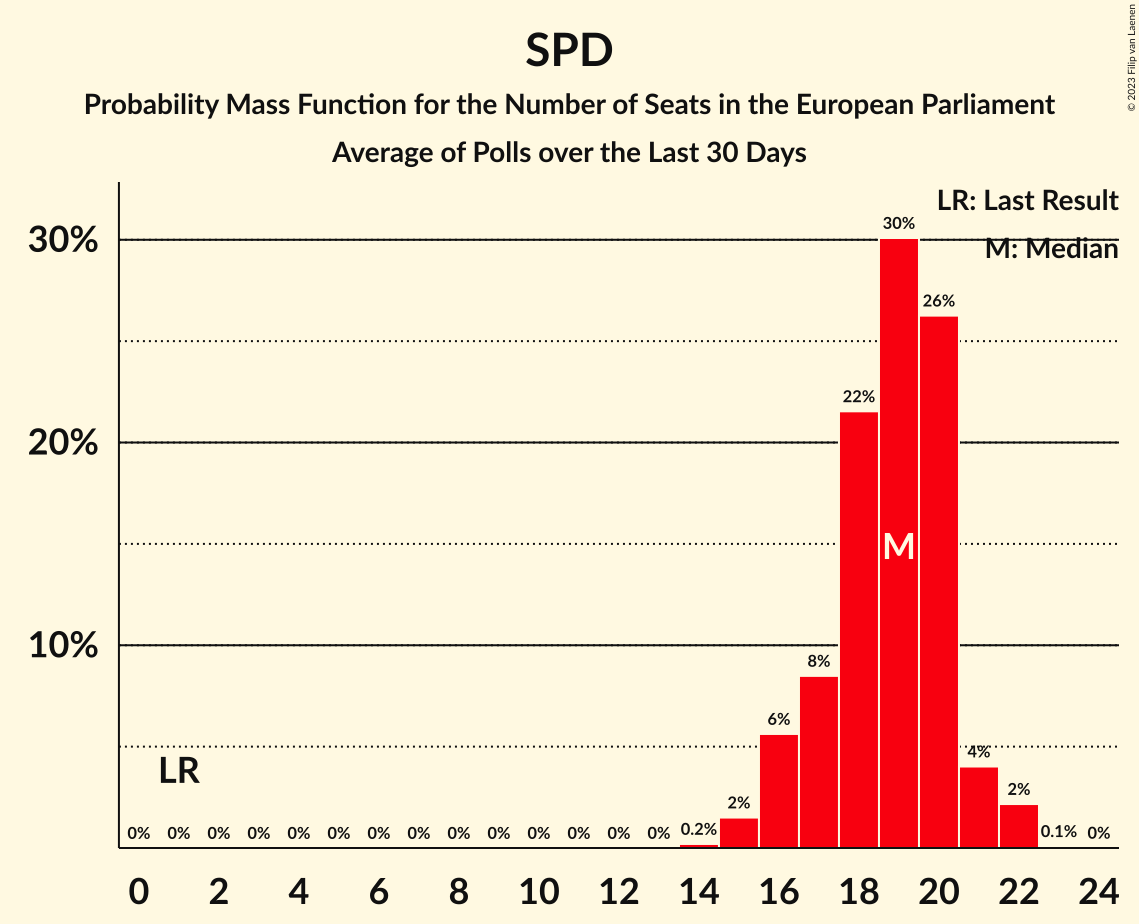 SPD
Probability Mass Function for the Number of Seats in the European Parliament
Average of Polls over the Last 30 Days
© 2023 Filip van Laenen
LR: Last Result
M: Median
30%
20%
10%
30%
26%
22%
M
8%
6%
4%
2%
2%
LR
0% 0% 0% 0% 0% 0% 0% 0% 0% 0% 0% 0% 0% 0% 0.2% 0.1% 0%
0 2 4 6 8 10 12 14 16 18 20 22 24